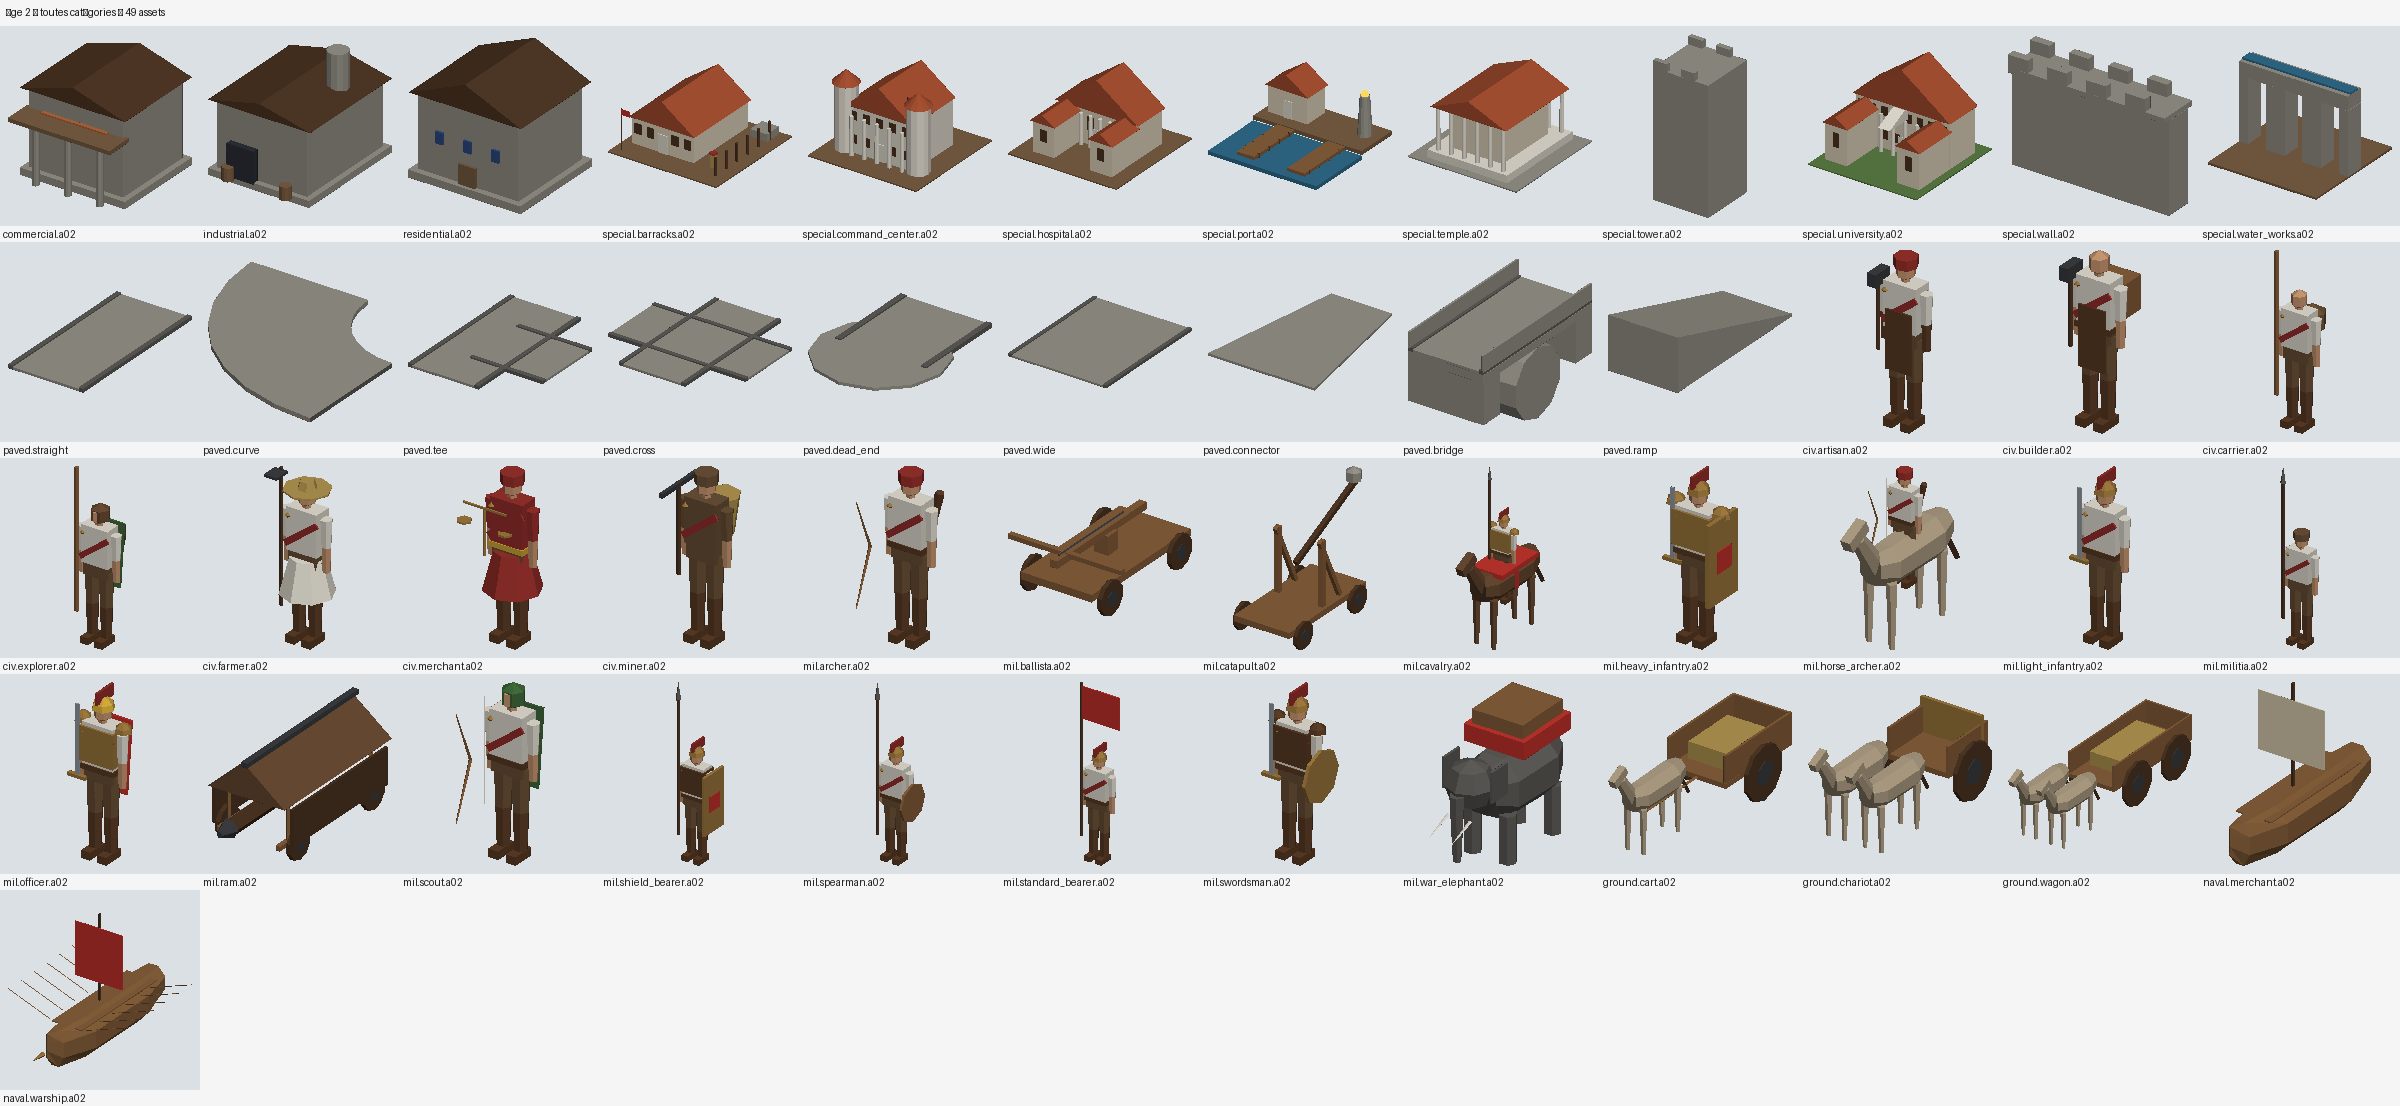 ▯ge 2 ▯ toutes cat▯gories ▯ 49 assets
commercial.a02
industrial.a02
residential.a02
special.barracks.a02
special.command_center.a02
special.hospital.a02
special.port.a02
special.temple.a02
special.tower.a02
special.university.a02
special.wall.a02
special.water_works.a02
paved.straight
paved.curve
paved.tee
paved.cross
paved.dead_end
paved.wide
paved.connector
paved.bridge
paved.ramp
civ.artisan.a02
civ.builder.a02
civ.carrier.a02
civ.explorer.a02
civ.farmer.a02
civ.merchant.a02
civ.miner.a02
mil.archer.a02
mil.ballista.a02
mil.catapult.a02
mil.cavalry.a02
mil.heavy_infantry.a02
mil.horse_archer.a02
mil.light_infantry.a02
mil.militia.a02
mil.officer.a02
mil.ram.a02
mil.scout.a02
mil.shield_bearer.a02
mil.spearman.a02
mil.standard_bearer.a02
mil.swordsman.a02
mil.war_elephant.a02
ground.cart.a02
ground.chariot.a02
ground.wagon.a02
naval.merchant.a02
naval.warship.a02